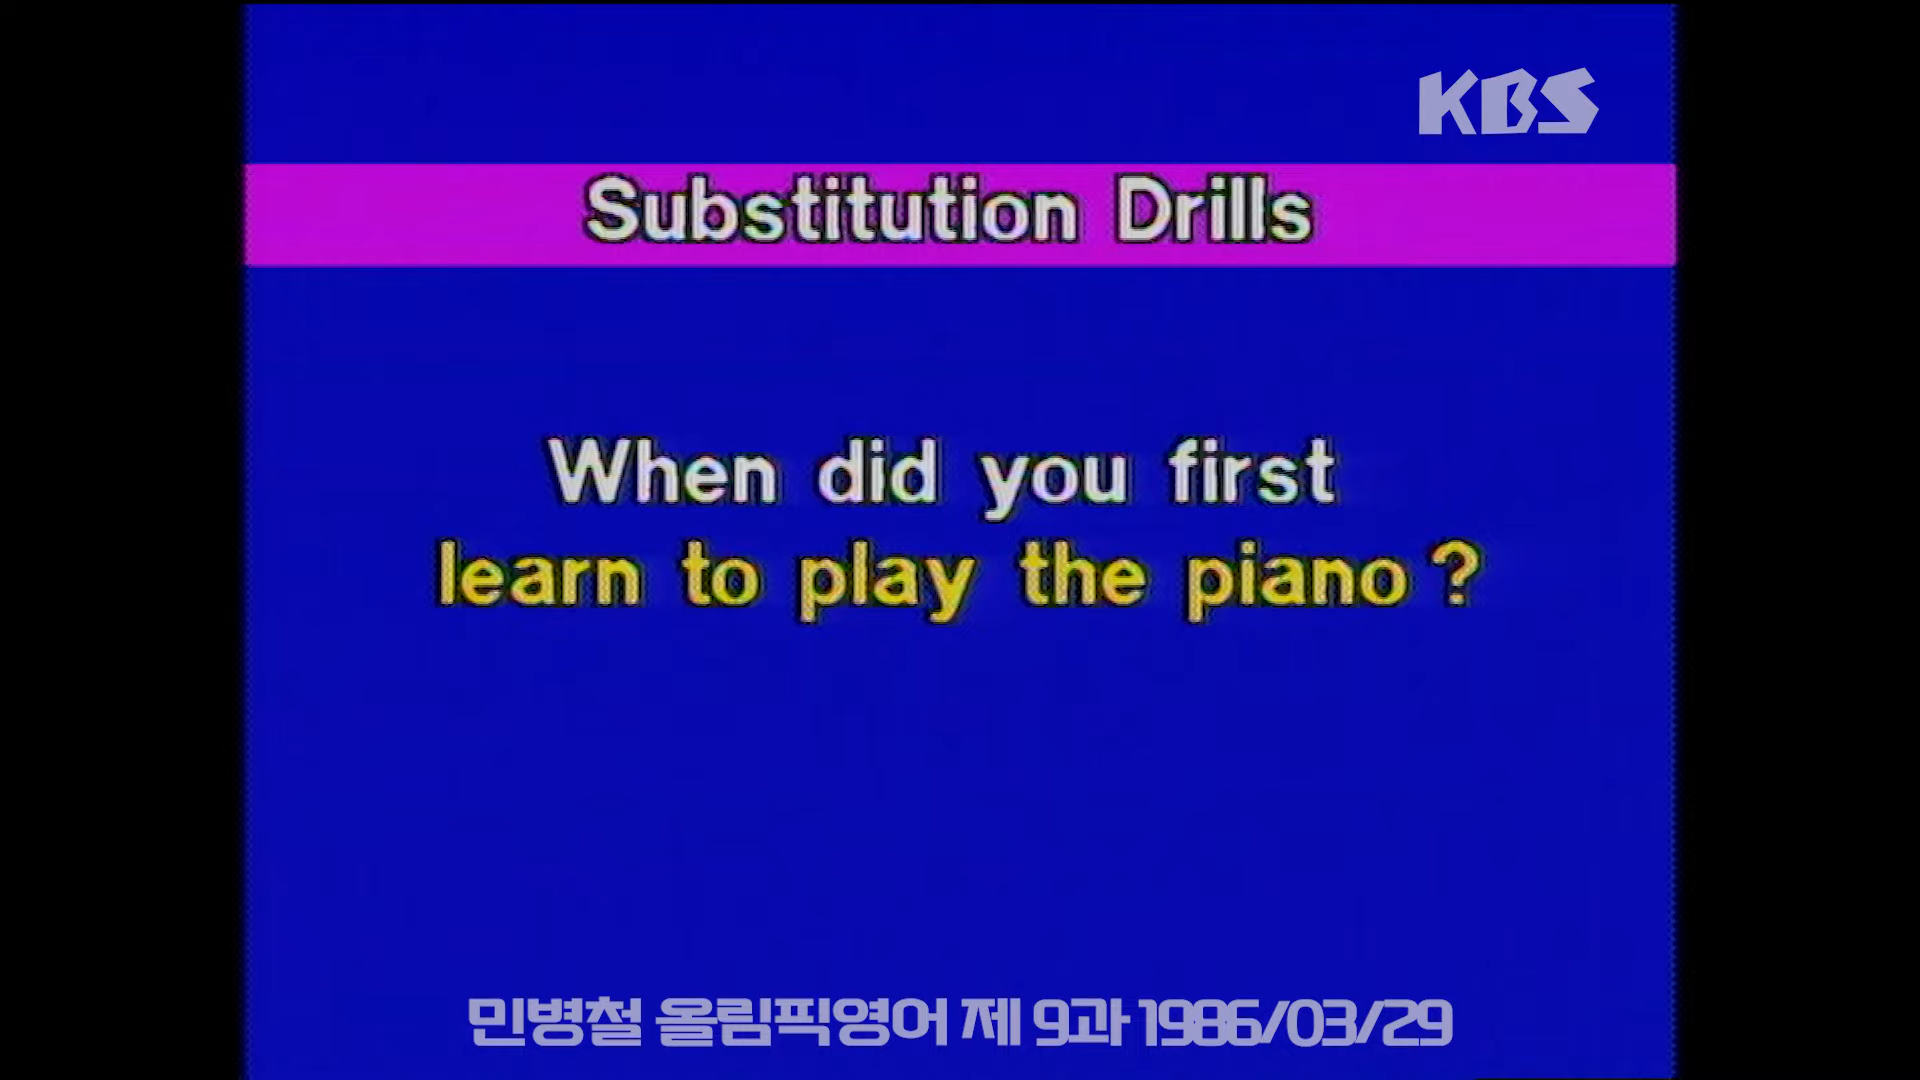 KBS
Substitution Drills
When did you first
learn to play the piano ?
민병철 올림픽영어 제 9과 1986/03/29